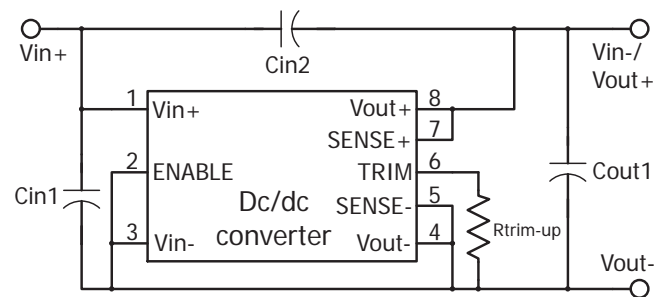 Vin+
Cin2
Vin-/
Vout+
1
Vin+
Vout+
8
SENSE+
7
2
ENABLE
TRIM
6
Cin1
Dc/dc
converter
SENSE-
5
Rtrim-up
Cout1
3
Vin-
Vout-
4
Vout-